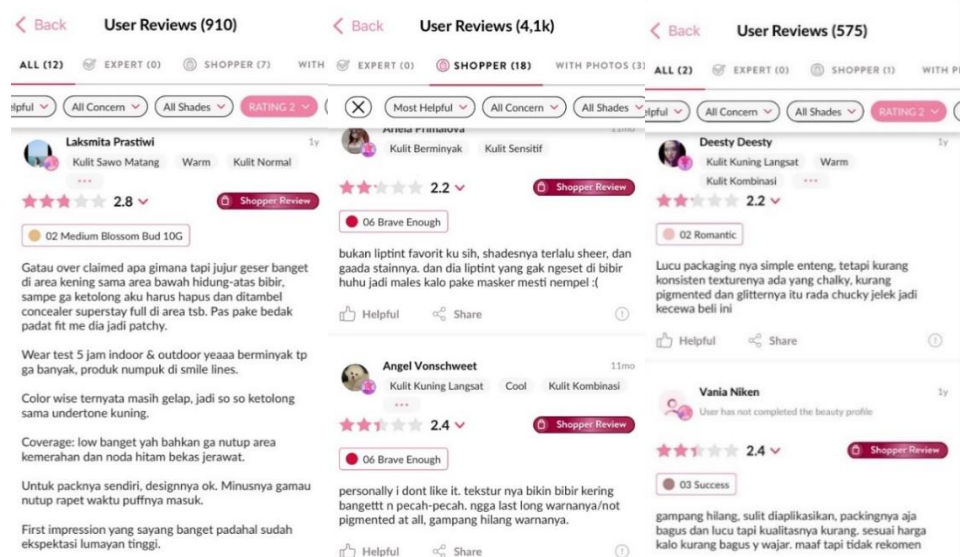 Back
User Reviews (910)
ALL (12)
EXPERT (0)
SHOPPER (7)
WITH
All Concern
All Shades
RATING 2
Laksmita Prastiwi
1y
Kulit Sawo Matang
Warm
Kulit Normal
...
2.8
Shopper Review
02 Medium Blossom Bud 10G
Gatau over claimed apa gimana tapi jujur geser banget
di area kening sama area bawah hidung-atas bibir,
sampe ga ketolong aku harus hapus dan ditambel
concealer superstay full di area tsb. Pas pake bedak
padat fit me dia jadi patchy.
Wear test 5 jam indoor & outdoor yeaaa berminyak tp
ga banyak, produk numpuk di smile lines.
Color wise ternyata masih gelap, jadi so so ketolong
sama undertone kuning.
Coverage: low banget yah bahkan ga nutup area
kemerahan dan noda hitam bekas jerawat.
Untuk packnya sendiri, designnya ok. Minusnya gamau
nutup rapet waktu puffnya masuk.
First impression yang sayang banget padahal sudah
ekspektasi lumayan tinggi.
Back
User Reviews (4,1k)
EXPERT (0)
SHOPPER (18)
WITH PHOTOS (3)
Most Helpful
All Concern
All Shades
11mo
Kulit Berminyak
Kulit Sensitif
2.2
Shopper Review
06 Brave Enough
bukan liptint favorit ku sih, shadesnya terlalu sheer, dan
gaada stainnya. dan dia liptint yang gak ngeset di bibir
huhu jadi males kalo pake masker mesti nempel :(
Helpful
Share
Angel Vonschweet
11mo
Kulit Kuning Langsat
Cool
Kulit Kombinasi
...
2.4
Shopper Review
06 Brave Enough
personally i dont like it. tekstur nya bikin bibir kering
bangettt n pecah-pecah. ngga last long warnanya/not
pigmented at all, gampang hilang warnanya.
Helpful
Share
Back
User Reviews (575)
ALL (2)
EXPERT (0)
SHOPPER (1)
WITH
All Concern
All Shades
RATING 2
Deesty Deesty
1y
Kulit Kuning Langsat
Warm
Kulit Kombinasi
...
2.2
02 Romantic
Lucu packaging nya simple enteng, tetapi kurang
konsisten texturenya ada yang chalky, kurang
pigmented dan glitternya itu rada chucky jelek jadi
kecewa beli ini
Helpful
Share
Vania Niken
1y
User has not completed the beauty profile
2.4
Shopper Review
03 Success
gampang hilang, sulit diaplikasikan, packingnya aja
bagus dan lucu tapi kualitasnya kurang. sesuai harga
kalo kurang bagus y wajar. maaf tapi tidak rekomen